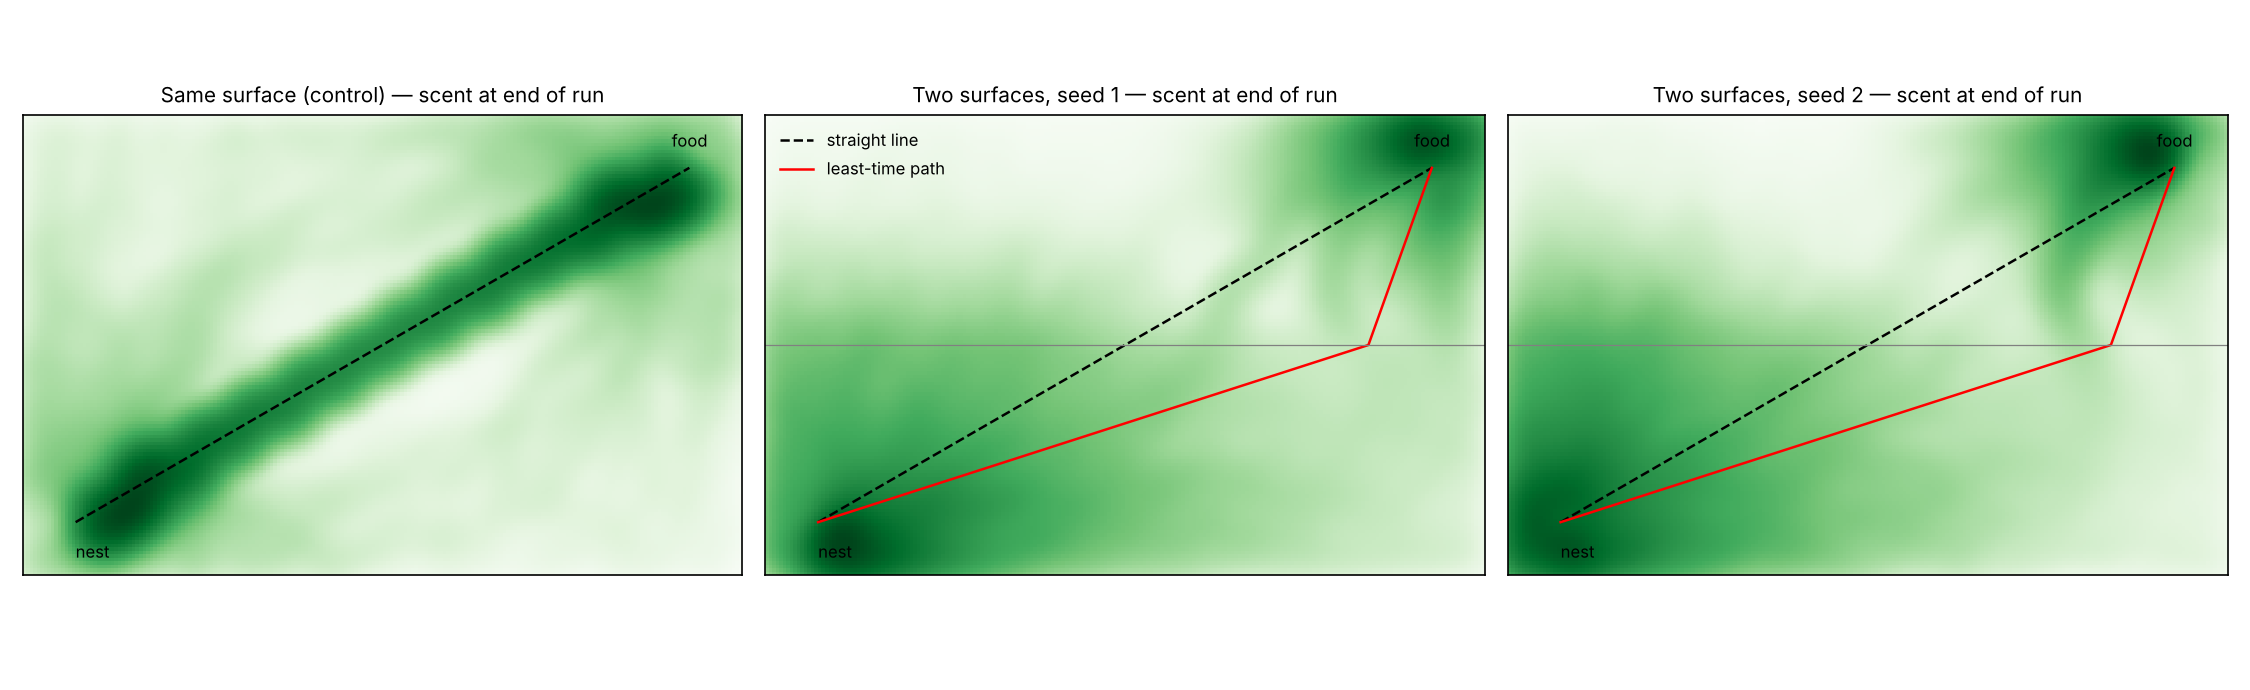 Same surface (control) — scent at end of run
food
nest
Two surfaces, seed 1 — scent at end of run
straight line
least-time path
food
nest
Two surfaces, seed 2 — scent at end of run
food
nest